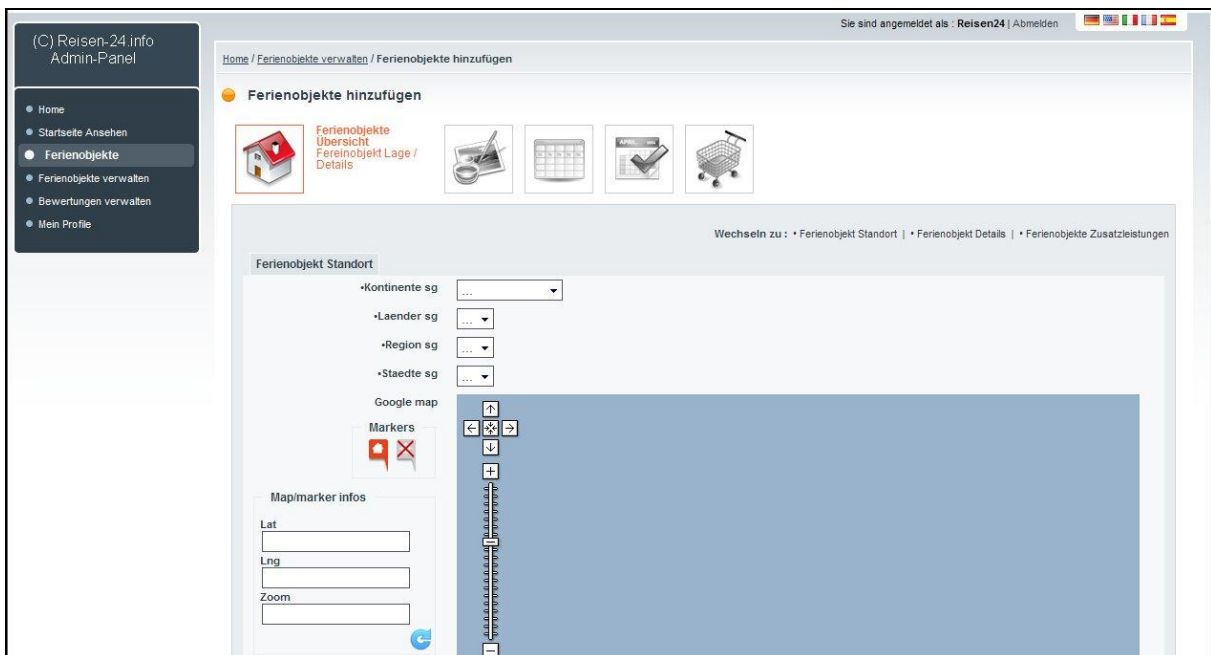 Sie sind angemeldet als : Reisen24 | Abmelden
(C) Reisen-24.info
Admin-Panel
Home / Ferienobjekte verwalten / Ferienobjekte hinzufügen
Ferienobjekte hinzufügen
Home
Startseite Ansehen
Ferienobjekte
Ferienobjekte verwalten
Bewertungen verwalten
Mein Profile
Ferienobjekte
Übersicht
Fereinobjekt Lage /
Details
APRIL
Wechseln zu : • Ferienobjekt Standort | • Ferienobjekt Details | • Ferienobjekte Zusatzleistungen
Ferienobjekt Standort
•Kontinente sg ...
•Laender sg ...
•Region sg ...
•Staedte sg ...
Google map
Markers
Map/marker infos
Lat
Lng
Zoom